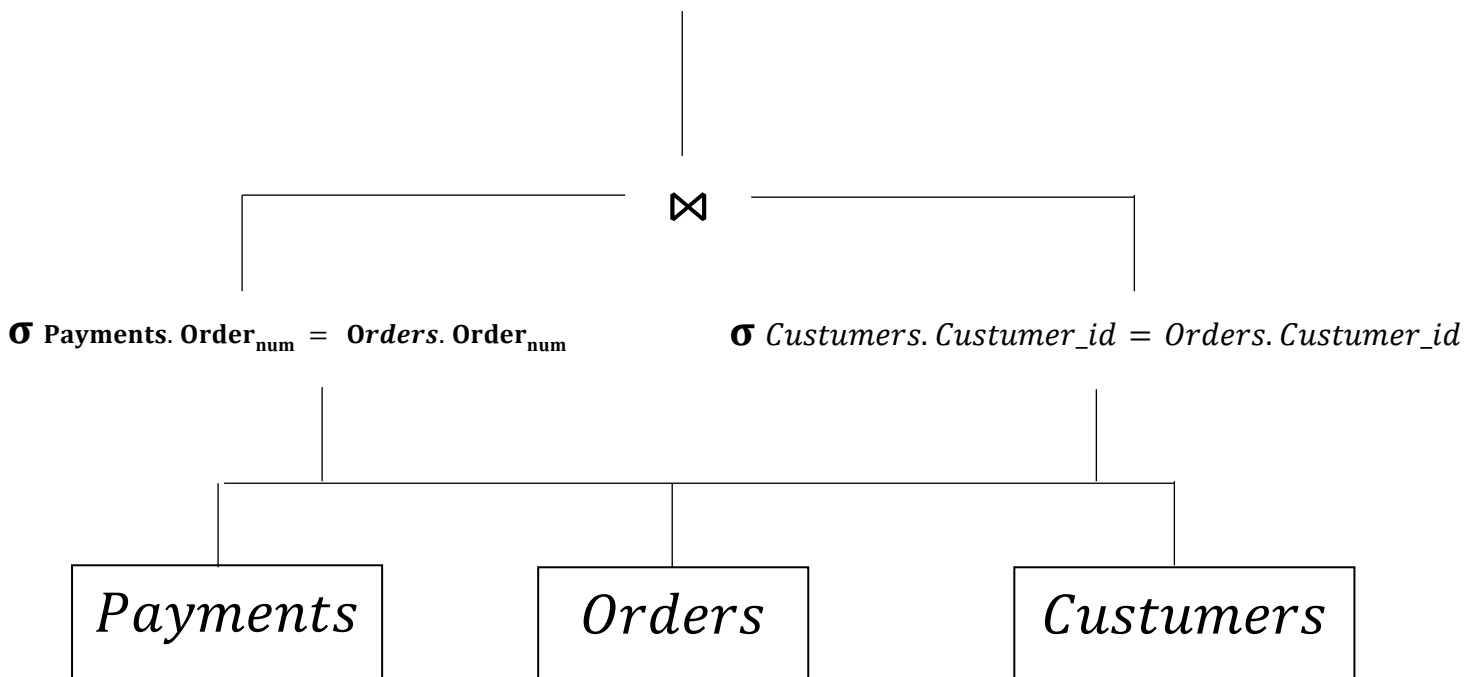 ⋈
σ Payments. Order_num = Orders. Order_num
σ Custumers. Custumer_id = Orders. Custumer_id
Payments
Orders
Custumers